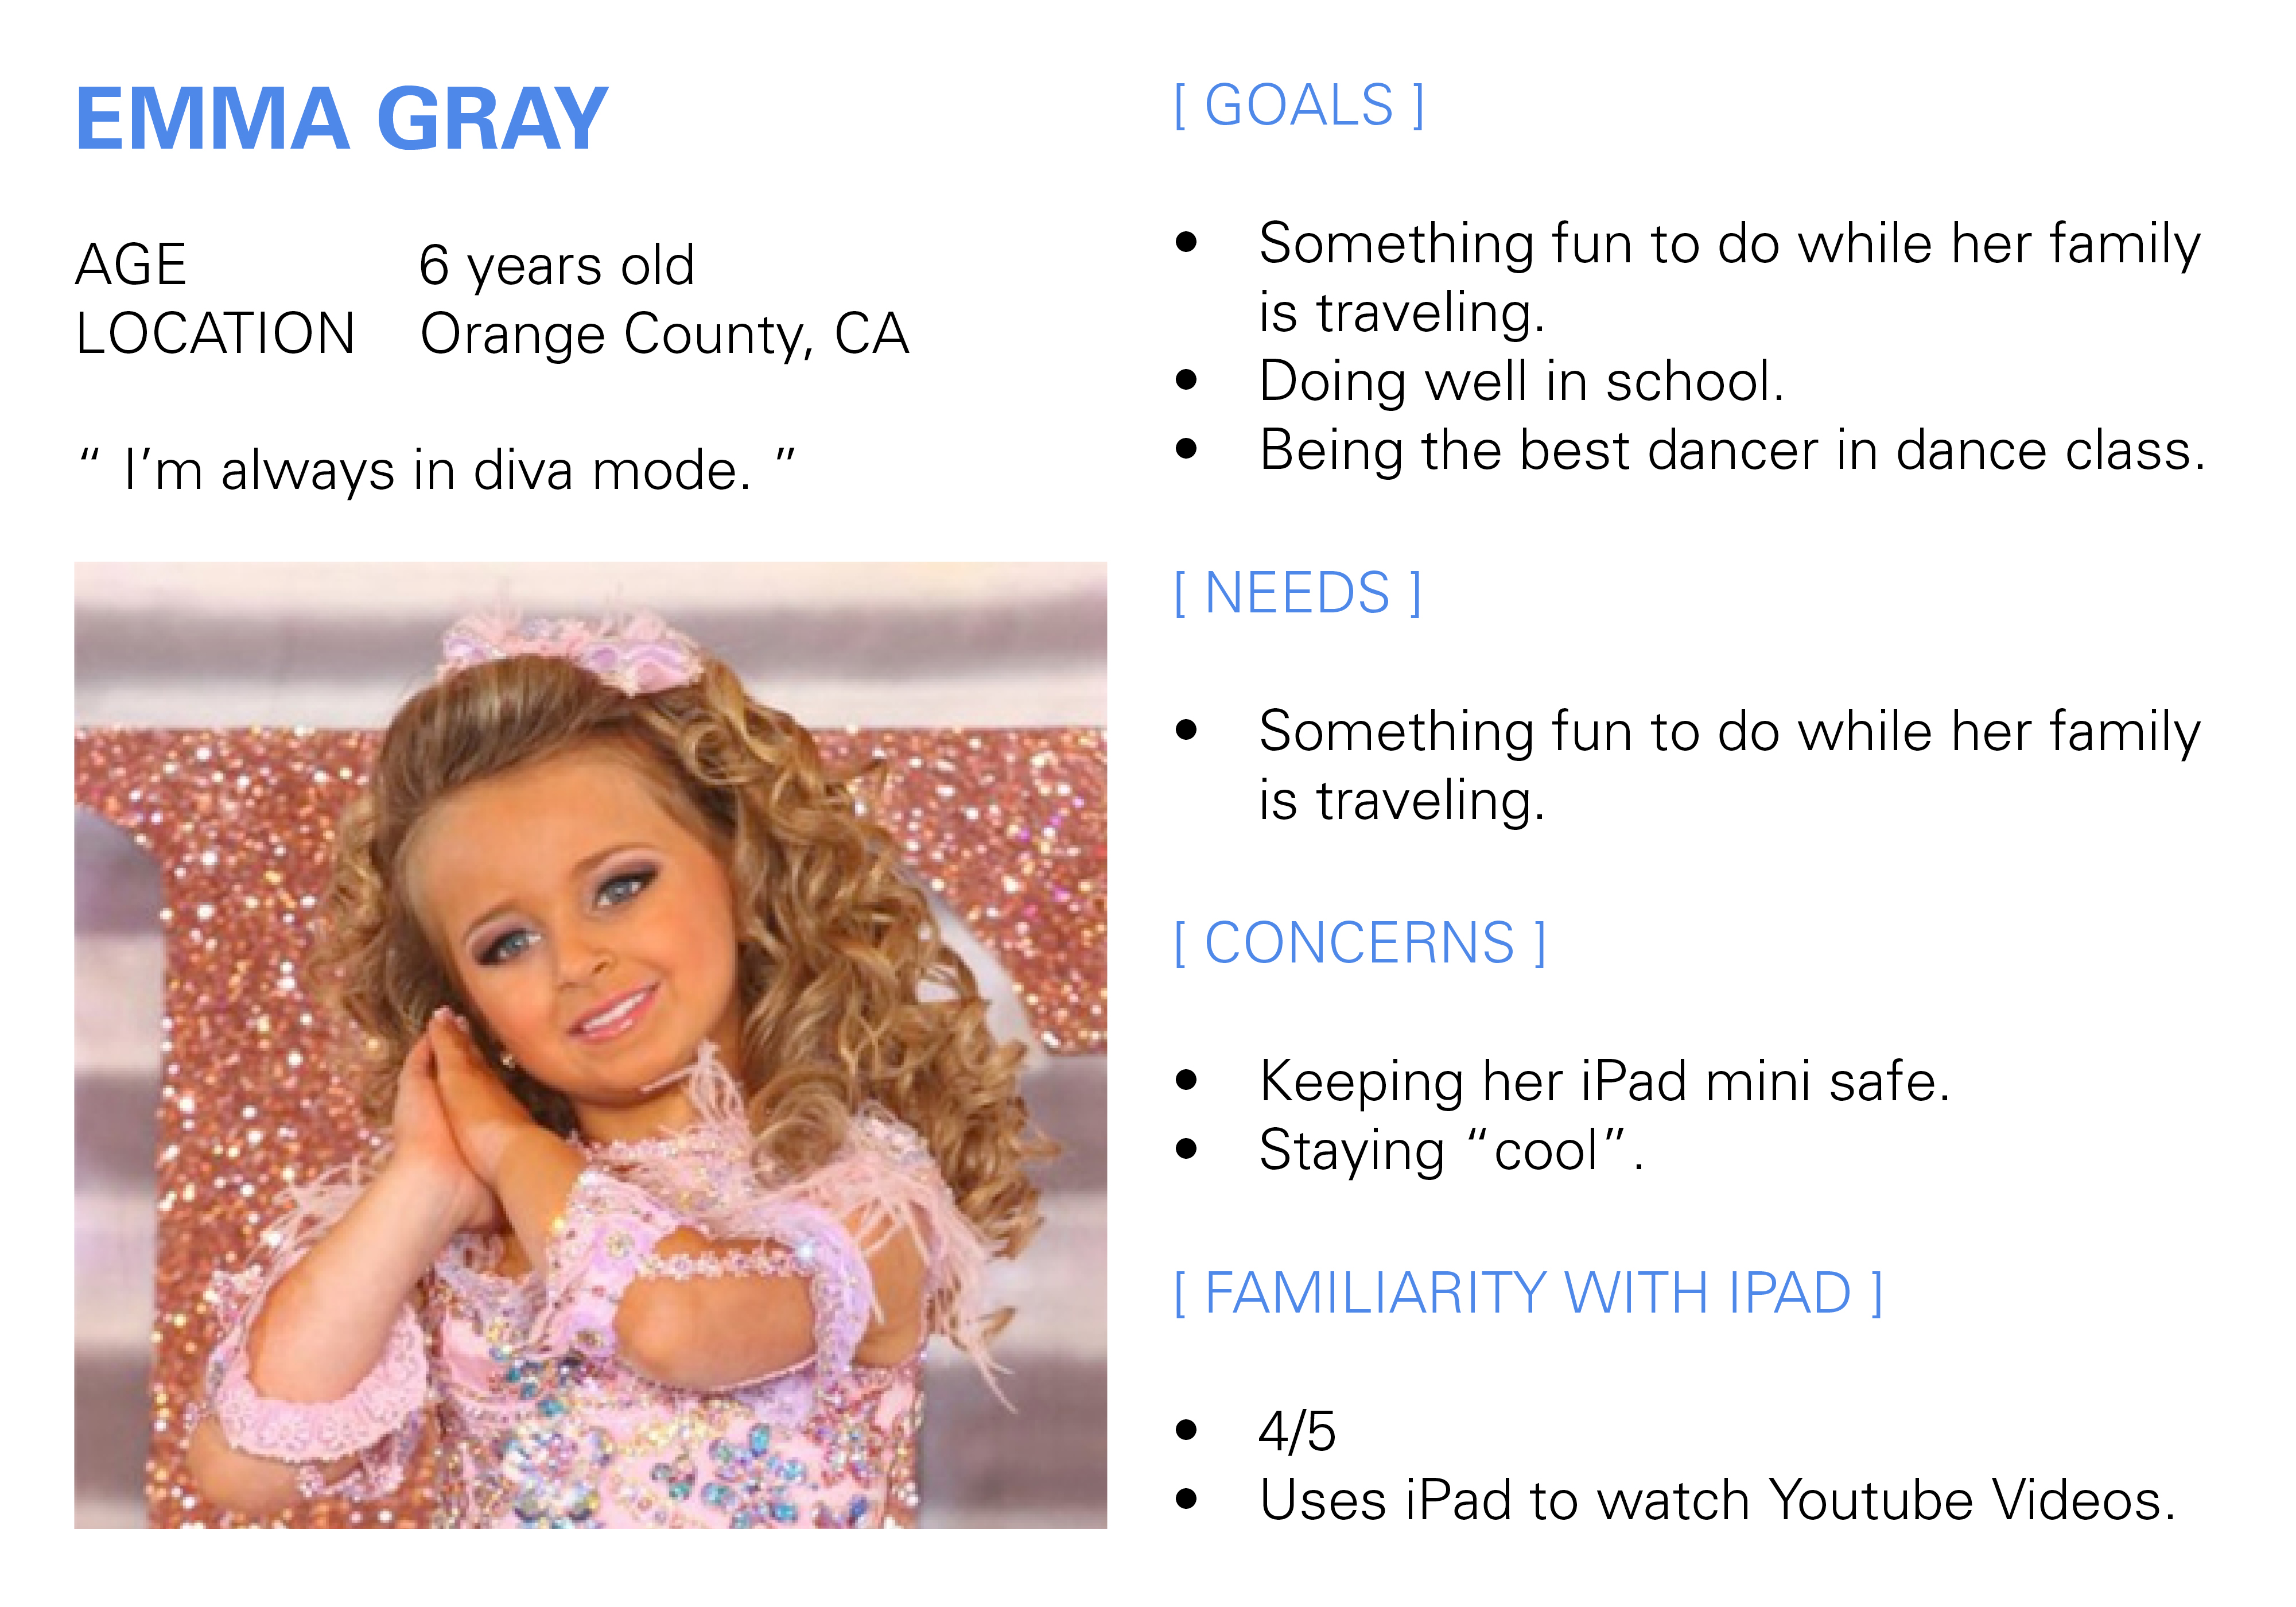 EMMA GRAY
AGE 6 years old
LOCATION Orange County, CA
“ I’m always in diva mode. ”
[ GOALS ]
• Something fun to do while her family
is traveling.
• Doing well in school.
• Being the best dancer in dance class.
[ NEEDS ]
• Something fun to do while her family
is traveling.
[ CONCERNS ]
• Keeping her iPad mini safe.
• Staying “cool”.
[ FAMILIARITY WITH IPAD ]
• 4/5
• Uses iPad to watch Youtube Videos.